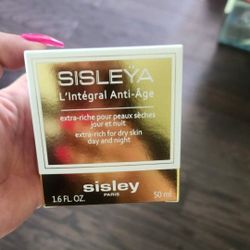 SISLEŸA
L'Intégral Anti-Âge
extra-riche pour peaux sèches
jour et nuit
extra-rich for dry skin
day and night
sisley
PARIS
1.6 FL. OZ.
50 ml